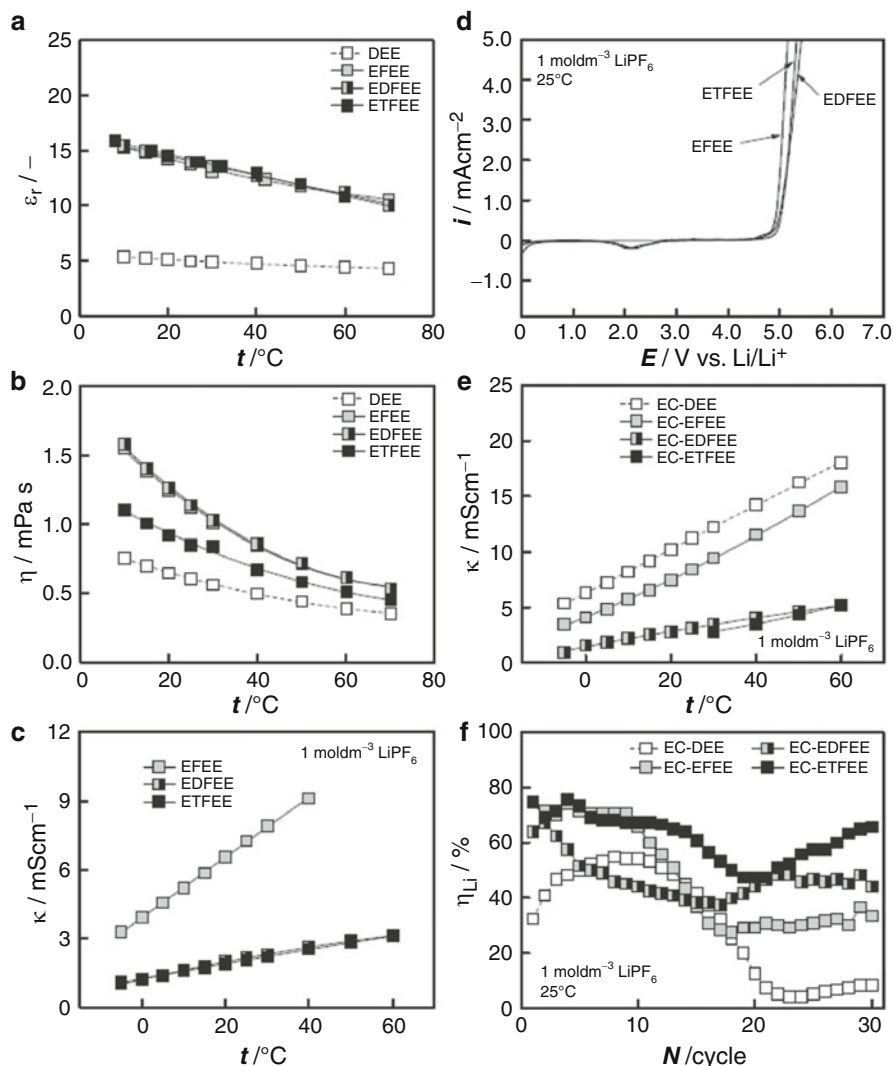 a
25
20
15
10
5
0
εr / –
0
20
40
60
80
t /°C
DEE
EFEE
EDFEE
ETFEE
b
2.0
1.5
1.0
0.5
0.0
η / mPa s
0
20
40
60
80
t /°C
DEE
EFEE
EDFEE
ETFEE
c
12
9
6
3
0
κ / mScm⁻¹
0
20
40
60
t /°C
1 moldm⁻³ LiPF₆
EFEE
EDFEE
ETFEE
d
5.0
4.0
3.0
2.0
1.0
0
−1.0
i / mAcm⁻²
0
1.0
2.0
3.0
4.0
5.0
6.0
7.0
E / V vs. Li/Li⁺
1 moldm⁻³ LiPF₆
25°C
ETFEE
EDFEE
EFEE
e
25
20
15
10
5
0
κ / mScm⁻¹
0
20
40
60
t /°C
EC-DEE
EC-EFEE
EC-EDFEE
EC-ETFEE
1 moldm⁻³ LiPF₆
f
100
80
60
40
20
0
ηLi / %
0
10
20
30
N /cycle
EC-DEE
EC-EDFEE
EC-EFEE
EC-ETFEE
1 moldm⁻³ LiPF₆
25°C